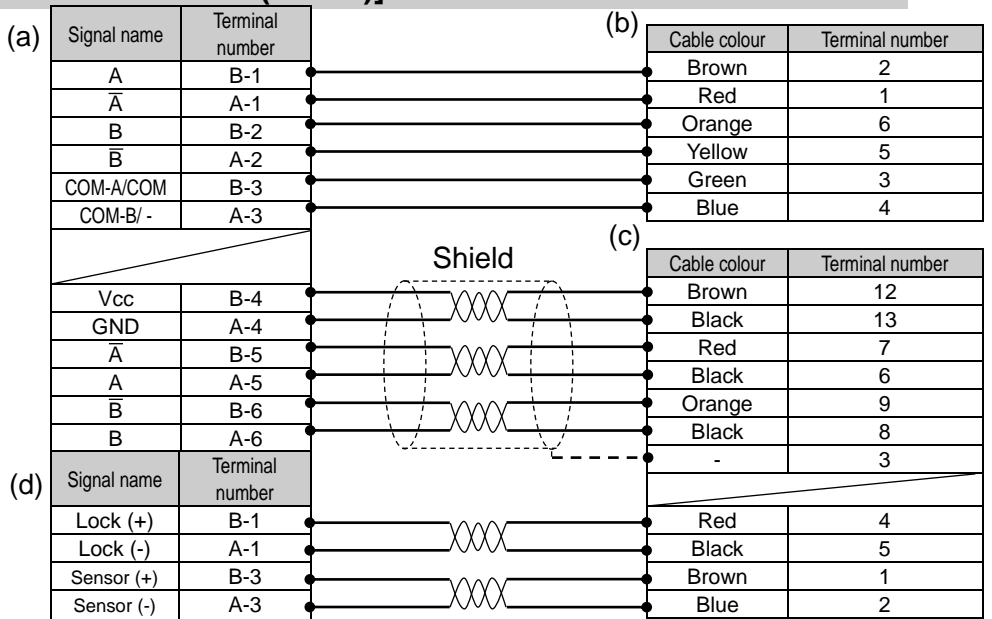 (a)
Signal name Terminal number
A B-1
A̅ A-1
B B-2
B̅ A-2
COM-A/COM B-3
COM-B/ - A-3
Vcc B-4
GND A-4
A̅ B-5
A A-5
B̅ B-6
B A-6
(d)
Signal name Terminal number
Lock (+) B-1
Lock (-) A-1
Sensor (+) B-3
Sensor (-) A-3
Shield
(b)
Cable colour Terminal number
Brown 2
Red 1
Orange 6
Yellow 5
Green 3
Blue 4
(c)
Cable colour Terminal number
Brown 12
Black 13
Red 7
Black 6
Orange 9
Black 8
- 3
Red 4
Black 5
Brown 1
Blue 2